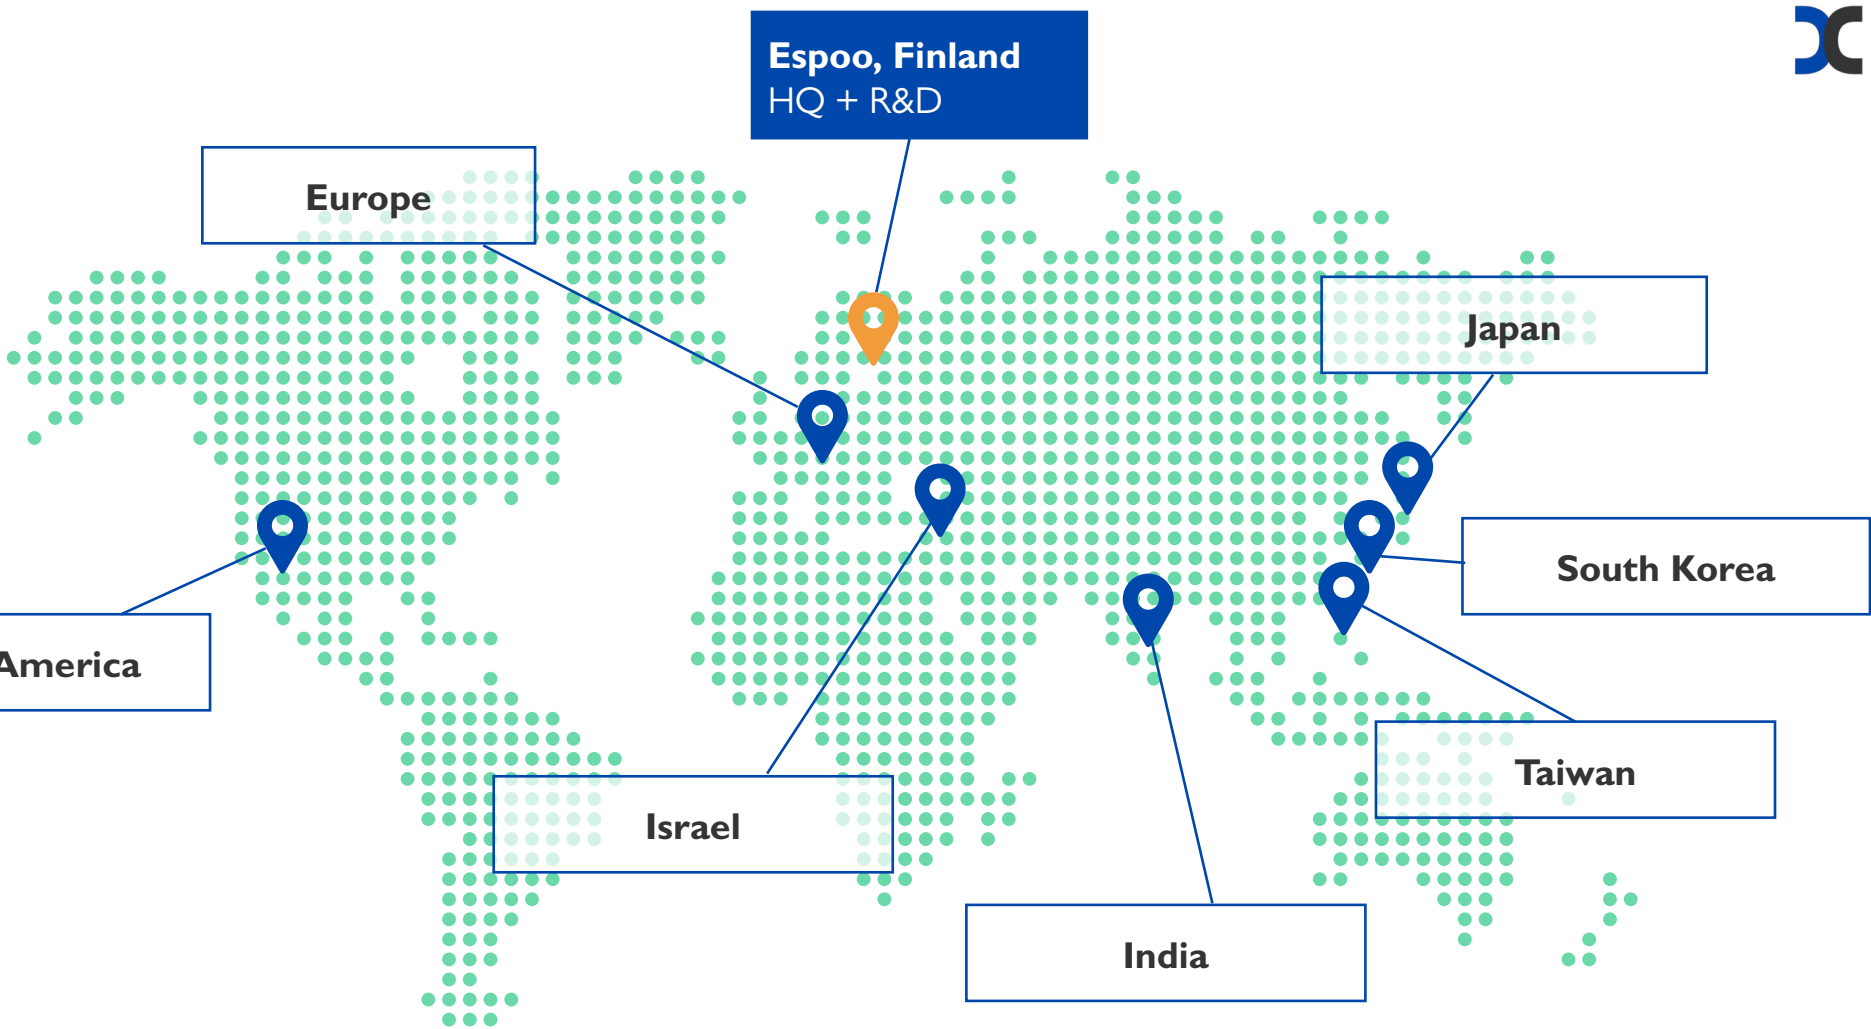 Espoo, Finland
HQ + R&D
Europe
Japan
South Korea
America
Taiwan
Israel
India